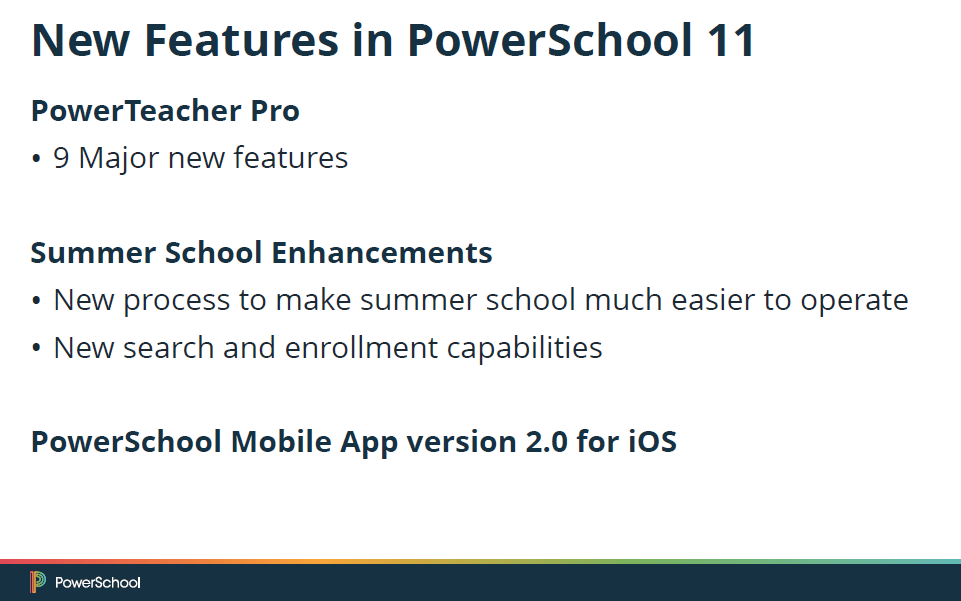 New Features in PowerSchool 11
PowerTeacher Pro
• 9 Major new features
Summer School Enhancements
• New process to make summer school much easier to operate
• New search and enrollment capabilities
PowerSchool Mobile App version 2.0 for iOS
PowerSchool